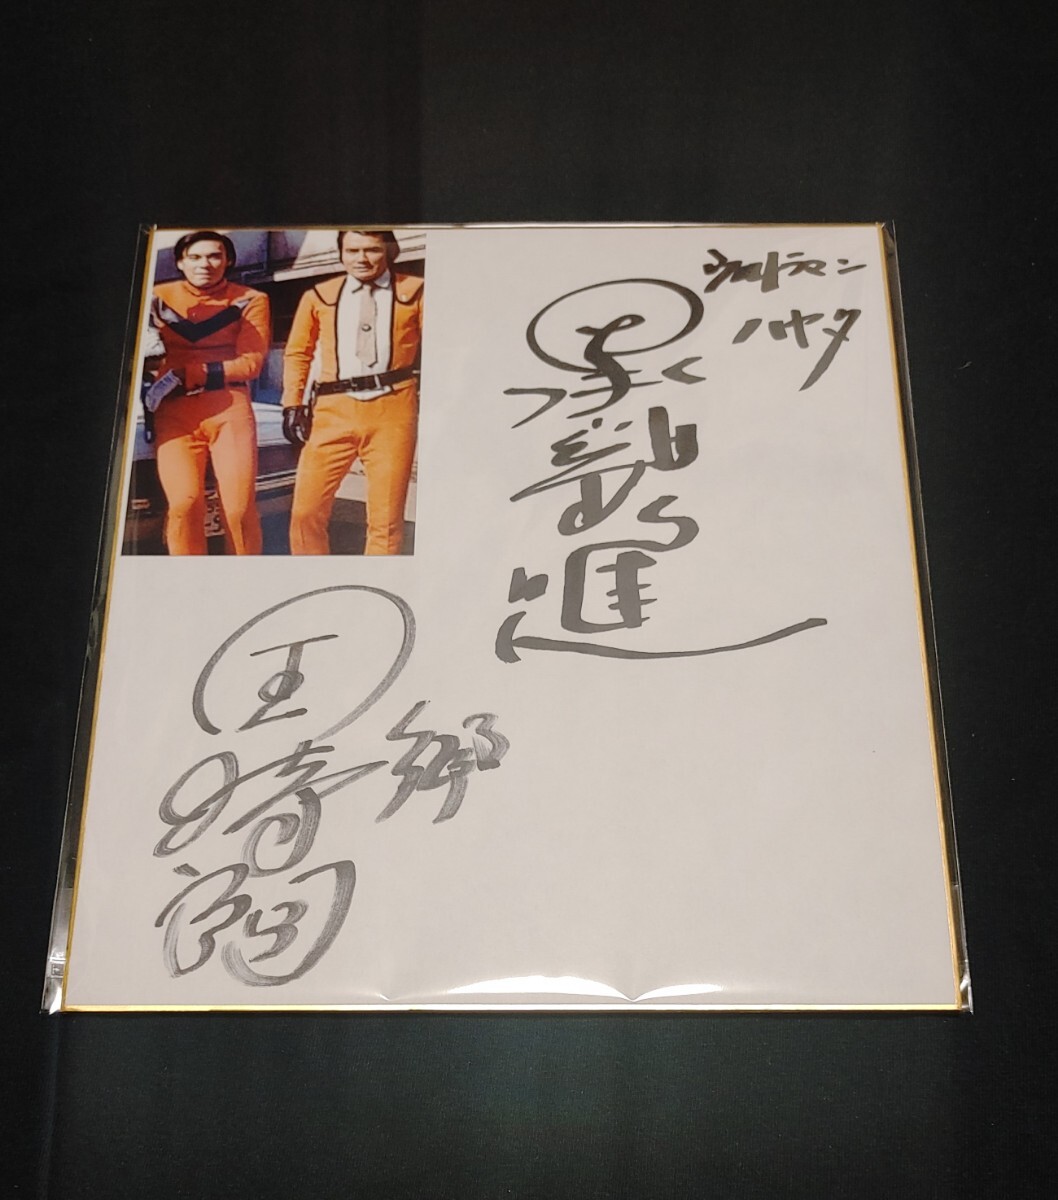 ウルトラマン
ハヤタ
黒部進
団時朗
郷